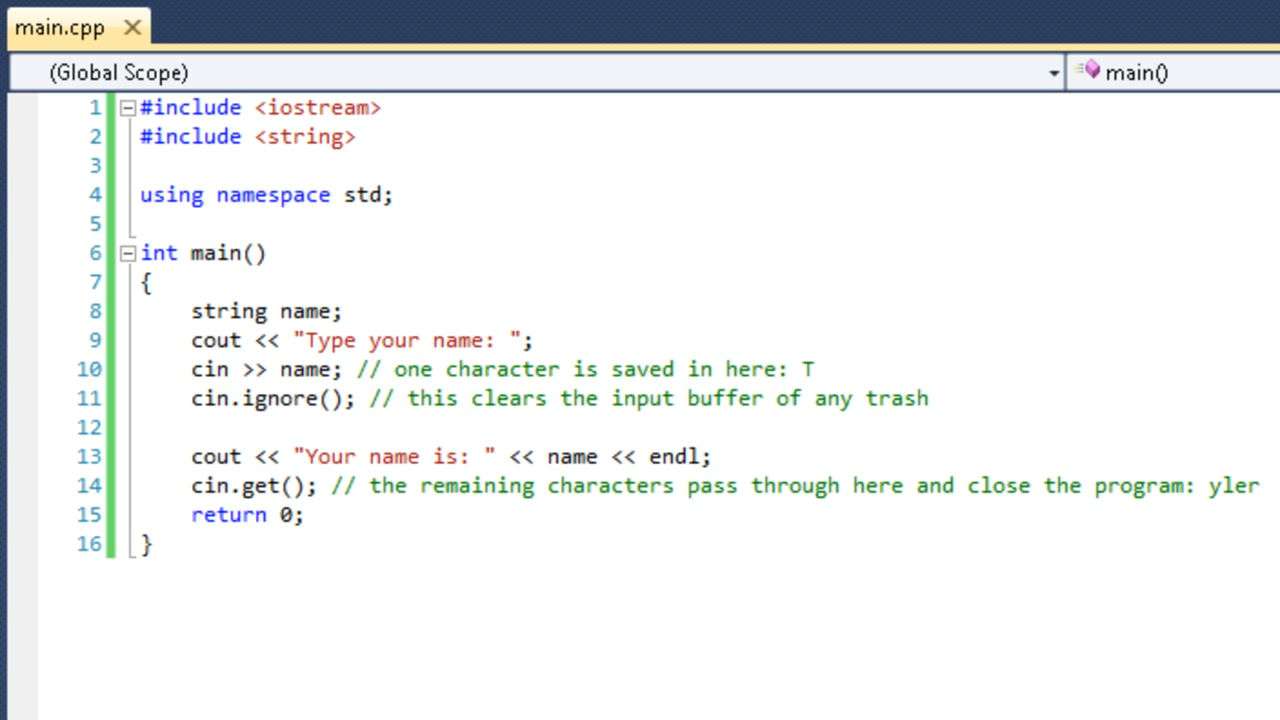 main.cpp
(Global Scope)
main()
1 #include <iostream>
2 #include <string>
3
4 using namespace std;
5
6 int main()
7 {
8 string name;
9 cout << "Type your name: ";
10 cin >> name; // one character is saved in here: T
11 cin.ignore(); // this clears the input buffer of any trash
12
13 cout << "Your name is: " << name << endl;
14 cin.get(); // the remaining characters pass through here and close the program: yler
15 return 0;
16 }